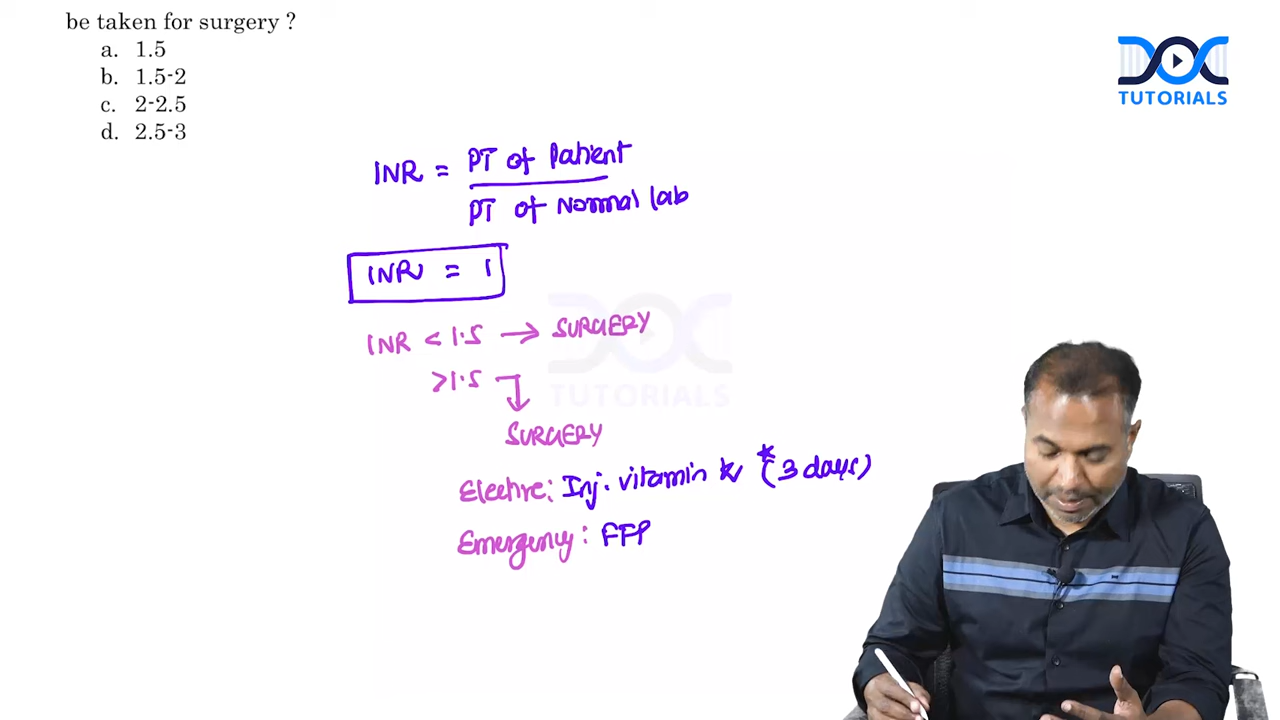 be taken for surgery ?
a. 1.5
b. 1.5-2
c. 2-2.5
d. 2.5-3
DOC
TUTORIALS
INR = PT of Patient
PT of Normal lab
INR = 1
INR < 1.5 → SURGERY
>1.5
SURGERY
TUTORIALS
Elective: Inj. vitamin K *(3 days)
Emergency: FFP